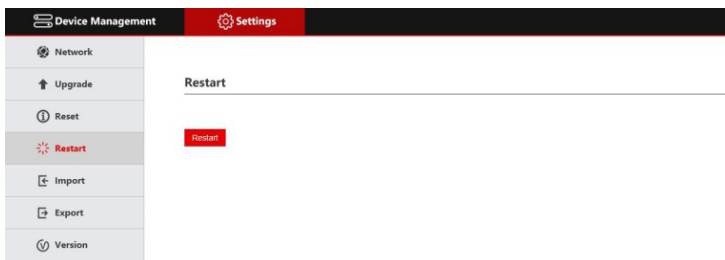 Device Management
Settings
Network
Upgrade
Reset
Restart
Import
Export
Version
Restart
Restart